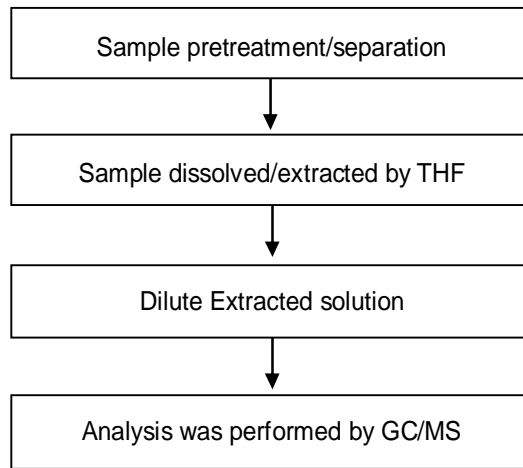 Sample pretreatment/separation
Sample dissolved/extracted by THF
Dilute Extracted solution
Analysis was performed by GC/MS